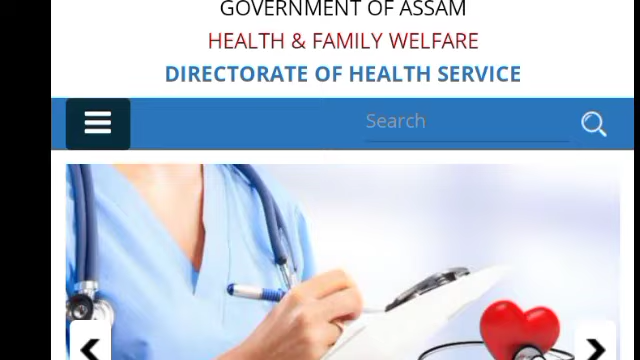 GOVERNMENT OF ASSAM
HEALTH & FAMILY WELFARE
DIRECTORATE OF HEALTH SERVICE
Search